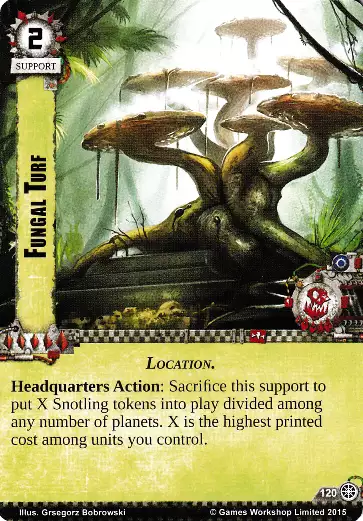 2
SUPPORT
FUNGAL TURF
LOCATION.
Headquarters Action: Sacrifice this support to
put X Snotling tokens into play divided among
any number of planets. X is the highest printed
cost among units you control.
120
Illus. Grzegorz Bobrowski
© Games Workshop Limited 2015